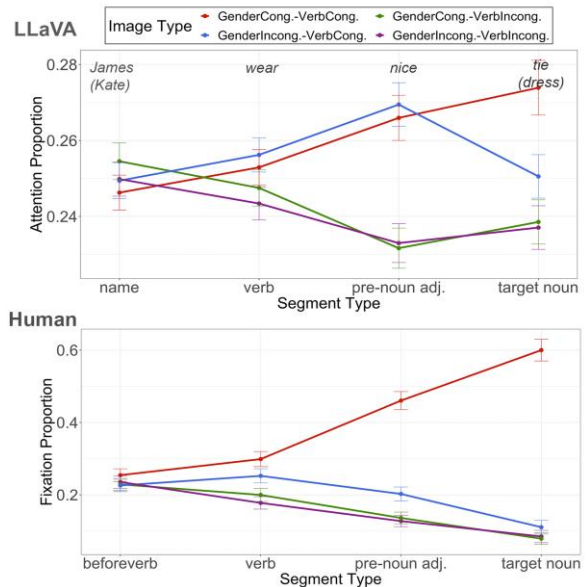 LLaVA
Image Type
GenderCong.-VerbCong. GenderCong.-VerbIncong.
GenderIncong.-VerbCong. GenderIncong.-VerbIncong.
0.28
James wear nice tie
(Kate) (dress)
Attention Proportion
0.26
0.24
name verb pre-noun adj. target noun
Segment Type
Human
0.6
Fixation Proportion
0.4
0.2
beforeverb verb pre-noun adj. target noun
Segment Type